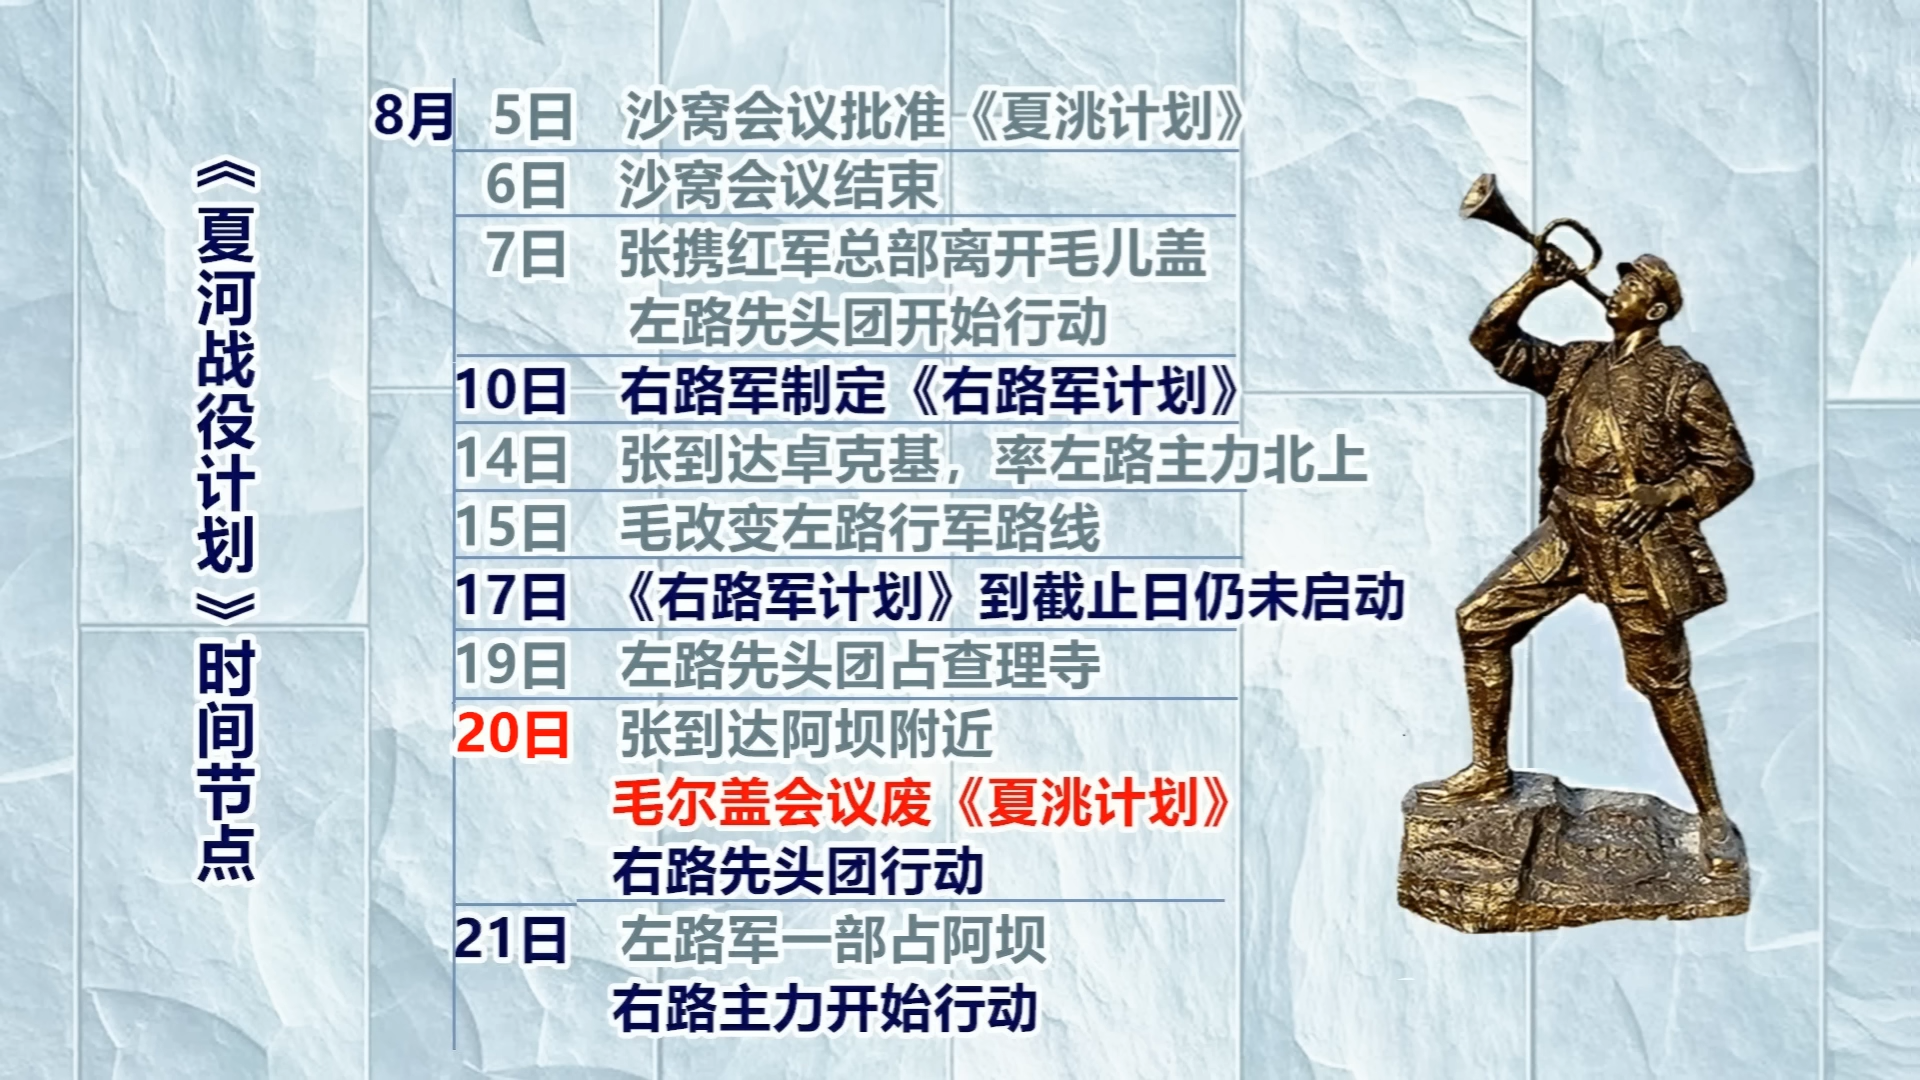 《夏河战役计划》时间节点
8月 5日 沙窝会议批准《夏洮计划》
6日 沙窝会议结束
7日 张携红军总部离开毛儿盖
左路先头团开始行动
10日 右路军制定《右路军计划》
14日 张到达卓克基，率左路主力北上
15日 毛改变左路行军路线
17日 《右路军计划》到截止日仍未启动
19日 左路先头团占查理寺
20日 张到达阿坝附近
毛尔盖会议废《夏洮计划》
右路先头团行动
21日 左路军一部占阿坝
右路主力开始行动